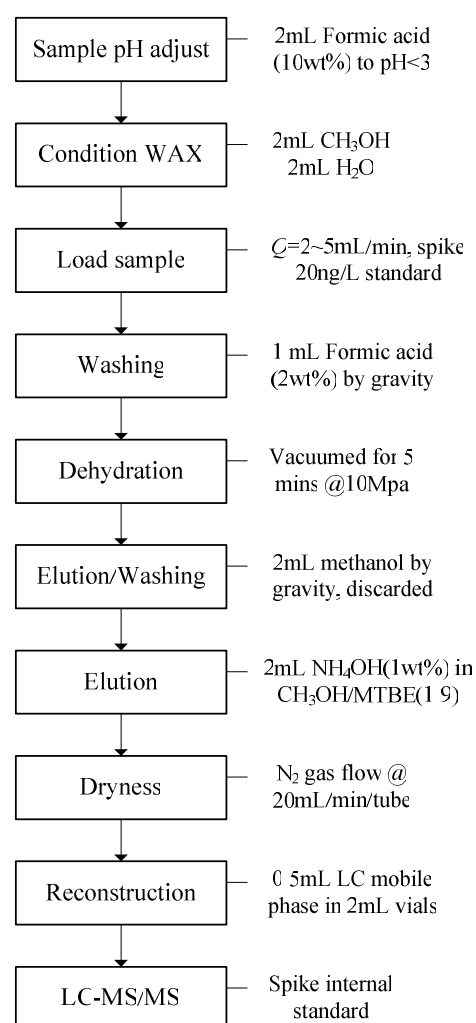 Sample pH adjust
2mL Formic acid
(10wt%) to pH<3
Condition WAX
2mL CH₃OH
2mL H₂O
Load sample
Q=2~5mL/min, spike
20ng/L standard
Washing
1 mL Formic acid
(2wt%) by gravity
Dehydration
Vacuumed for 5
mins @10Mpa
Elution/Washing
2mL methanol by
gravity, discarded
Elution
2mL NH₄OH(1wt%) in
CH₃OH/MTBE(1 9)
Dryness
N₂ gas flow @
20mL/min/tube
Reconstruction
0 5mL LC mobile
phase in 2mL vials
LC-MS/MS
Spike internal
standard